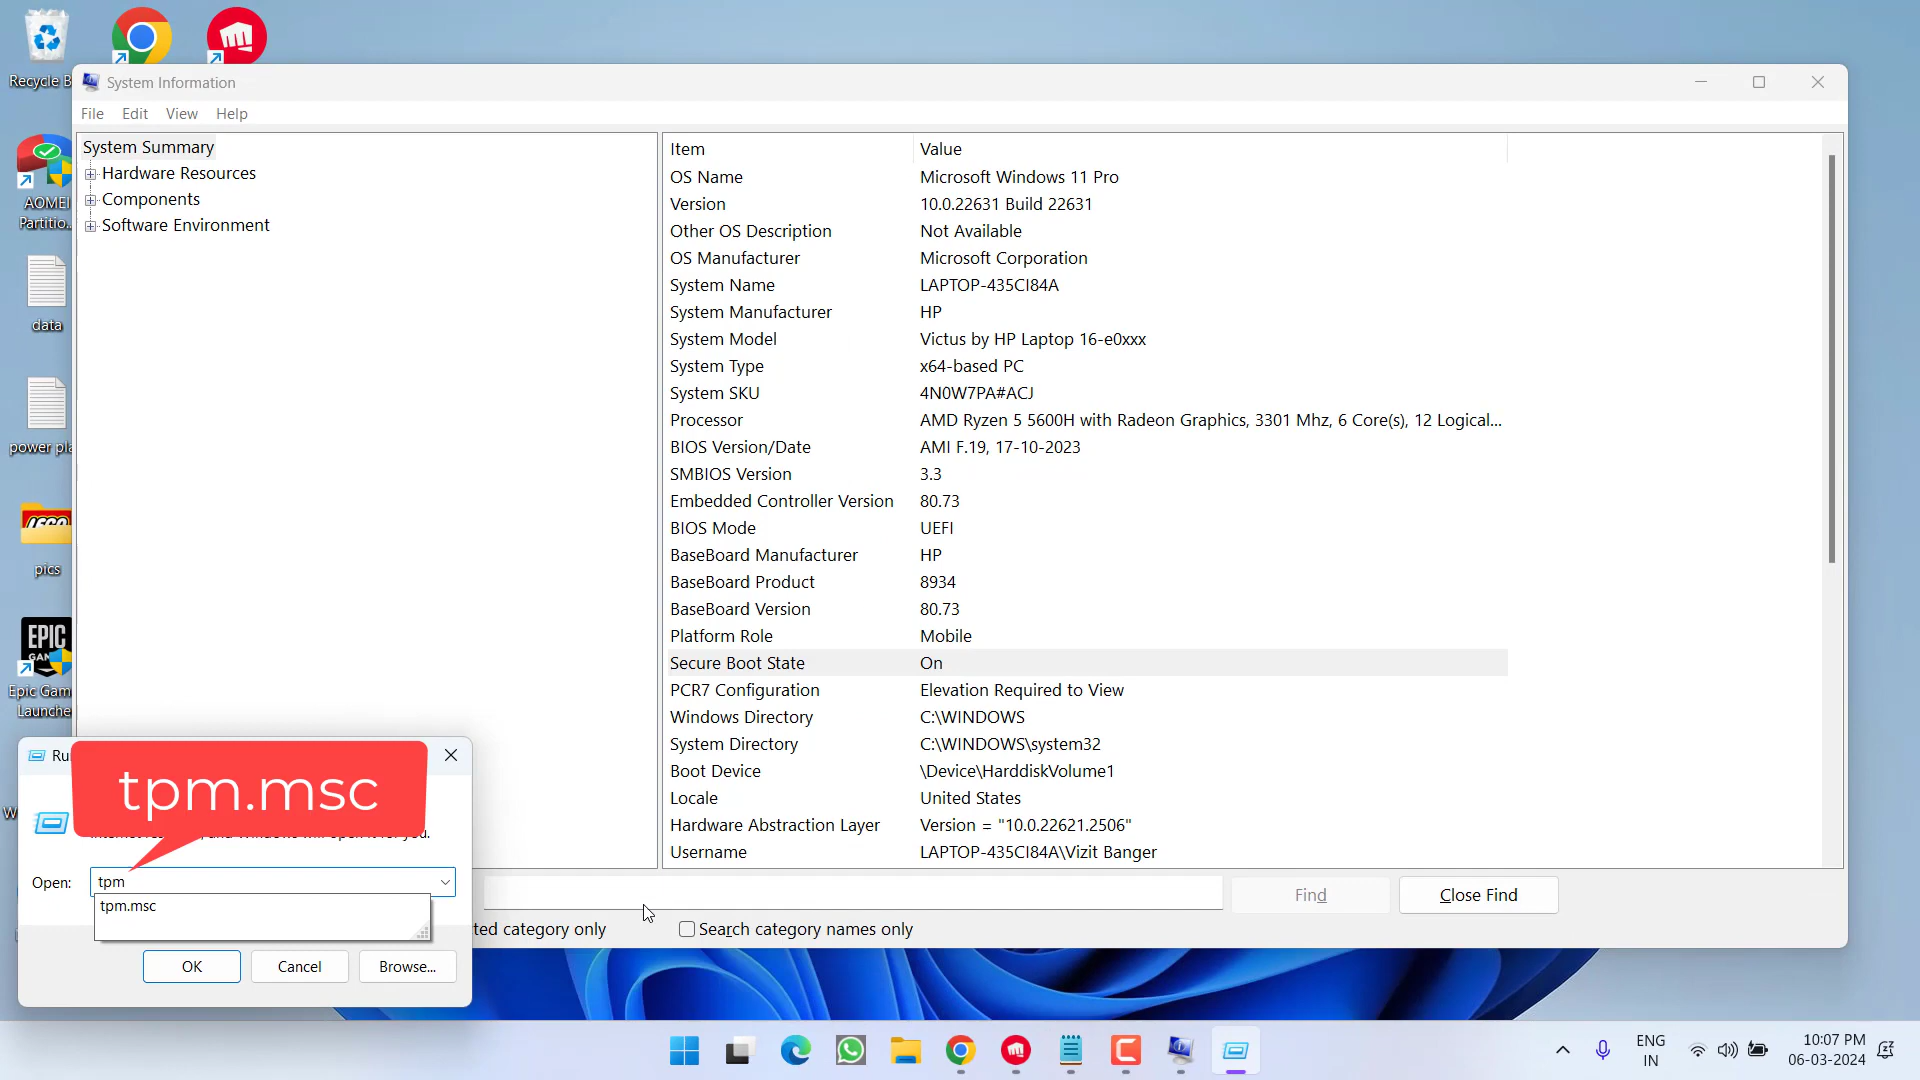 Recycle B
System Information
File Edit View Help
System Summary
Hardware Resources
Components
Software Environment
Item Value
OS Name Microsoft Windows 11 Pro
Version 10.0.22631 Build 22631
Other OS Description Not Available
OS Manufacturer Microsoft Corporation
System Name LAPTOP-435CI84A
System Manufacturer HP
System Model Victus by HP Laptop 16-e0xxx
System Type x64-based PC
System SKU 4N0W7PA#ACJ
Processor AMD Ryzen 5 5600H with Radeon Graphics, 3301 Mhz, 6 Core(s), 12 Logical...
BIOS Version/Date AMI F.19, 17-10-2023
SMBIOS Version 3.3
Embedded Controller Version 80.73
BIOS Mode UEFI
BaseBoard Manufacturer HP
BaseBoard Product 8934
BaseBoard Version 80.73
Platform Role Mobile
Secure Boot State On
PCR7 Configuration Elevation Required to View
Windows Directory C:\WINDOWS
System Directory C:\WINDOWS\system32
Boot Device \Device\HarddiskVolume1
Locale United States
Hardware Abstraction Layer Version = "10.0.22621.2506"
Username LAPTOP-435CI84A\Vizit Banger
AOMEI
Partitio...
data
power pla
LEGO
pics
EPIC
GAMES
Epic Game
Launche
Ru
tpm.msc
Open: tpm
tpm.msc
OK Cancel Browse...
Find Close Find
ted category only Search category names only
ENG
IN
10:07 PM
06-03-2024